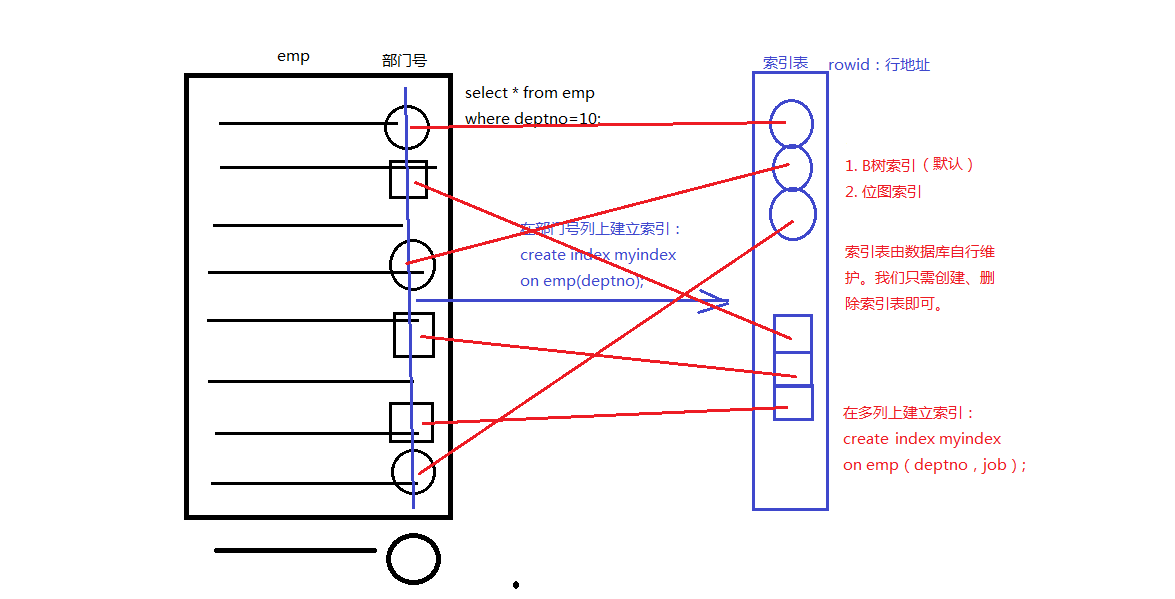 emp
部门号
select * from emp
where deptno=10;
在部门号列上建立索引：
create index myindex
on emp(deptno);
索引表
rowid：行地址
1. B树索引（默认）
2. 位图索引
索引表由数据库自行维
护。我们只需创建、删
除索引表即可。
在多列上建立索引：
create index myindex
on emp（deptno，job）;